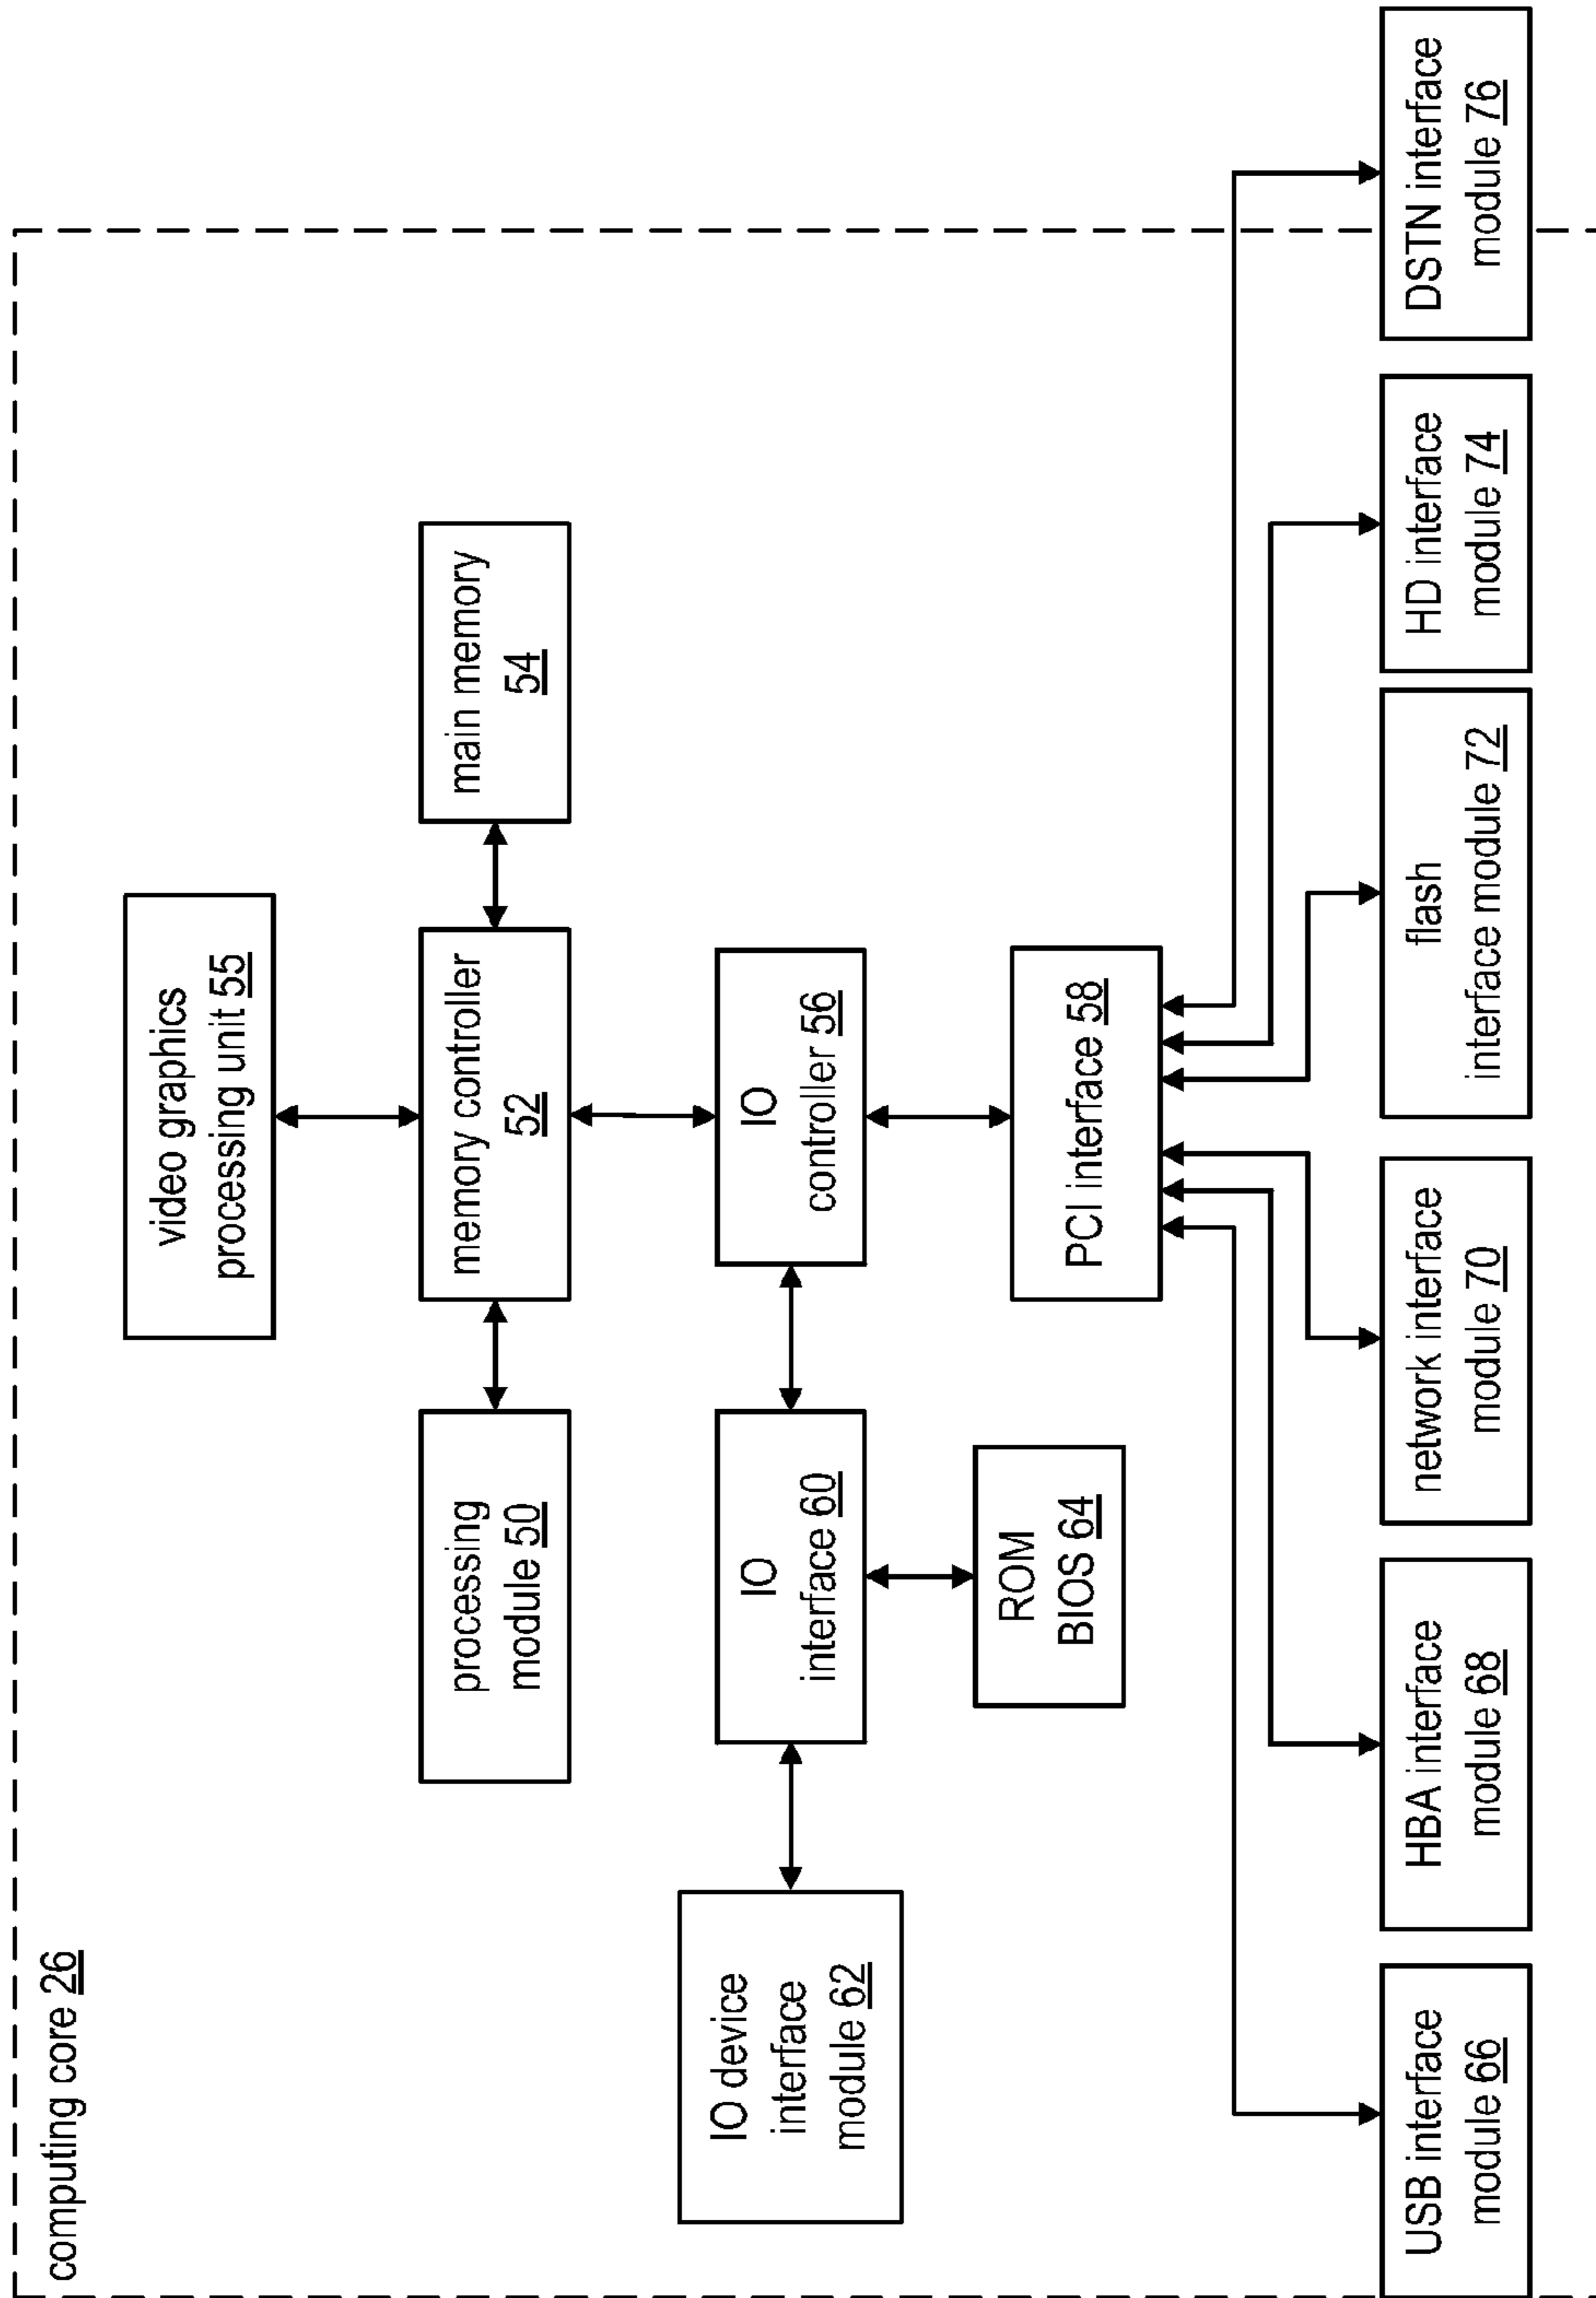 computing core 26
video graphics
processing unit 55
processing
module 50
memory controller
52
main memory
54
IO device
interface
module 62
IO
interface 60
IO
controller 56
ROM
BIOS 64
PCI interface 58
USB interface
module 66
HBA interface
module 68
network interface
module 70
flash
interface module 72
HD interface
module 74
DSTN interface
module 76